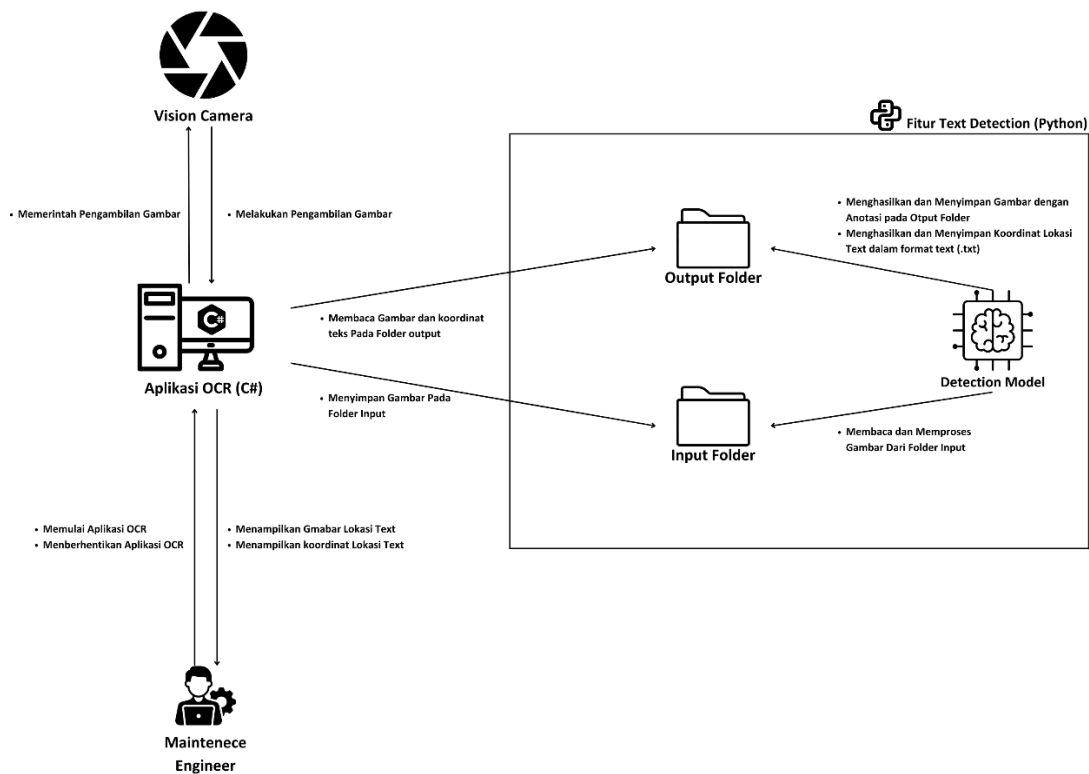 Vision Camera
Fitur Text Detection (Python)
• Memerintah Pengambilan Gambar
• Melakukan Pengambilan Gambar
• Menghasilkan dan Menyimpan Gambar dengan
Anotasi pada Otput Folder
• Menghasilkan dan Menyimpan Koordinat Lokasi
Text dalam format text (.txt)
Output Folder
C#
• Membaca Gambar dan koordinat
teks Pada Folder output
Aplikasi OCR (C#)
Detection Model
• Menyimpan Gambar Pada
Folder Input
• Membaca dan Memproses
Gambar Dari Folder Input
Input Folder
• Memulai Aplikasi OCR
• Menberhentikan Aplikasi OCR
• Menampilkan Gmabar Lokasi Text
• Menampilkan koordinat Lokasi Text
Maintenece
Engineer